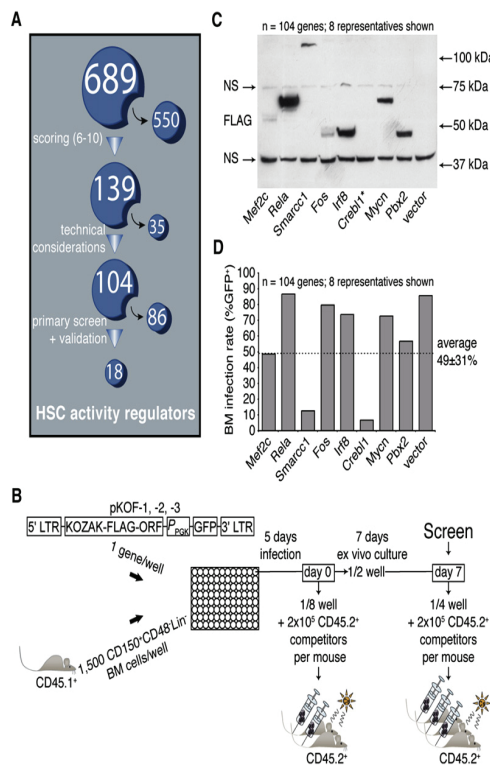 A
689
550
scoring (6-10)
139
35
technical
considerations
104
86
primary screen
+ validation
18
HSC activity regulators
C
n = 104 genes; 8 representatives shown
NS
FLAG
NS
100 kDa
75 kDa
50 kDa
37 kDa
Mef2c
Rela
Smarcc1
Fos
Irf8
Crebl1*
Mycn
Pbx2
vector
D
n = 104 genes; 8 representatives shown
BM infection rate (%GFP⁺)
100
90
80
70
60
50
40
30
20
10
0
average
49±31%
Mef2c
Rela
Smarcc1
Fos
Irf8
Crebl1
Mycn
Pbx2
vector
B
pKOF-1, -2, -3
5' LTR KOZAK-FLAG-ORF P PGK GFP 3' LTR
1 gene/well
1,500 CD150⁺CD48⁻Lin⁻
BM cells/well
CD45.1⁺
5 days
infection
day 0
7 days
ex vivo culture
1/2 well
Screen
day 7
1/8 well
+ 2x10⁵ CD45.2⁺
competitors
per mouse
CD45.2⁺
1/4 well
+ 2x10⁵ CD45.2⁺
competitors
per mouse
CD45.2⁺